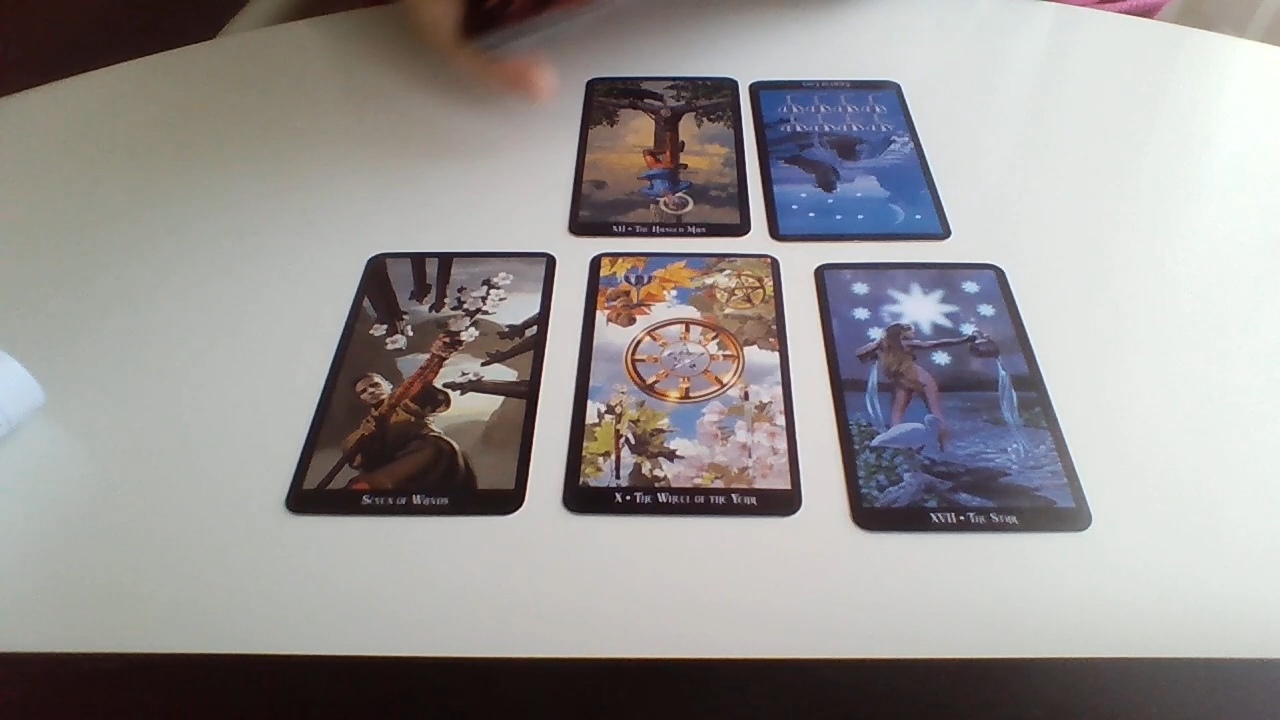 XII • The Hanged Man
Seven of Wands
X • The Wheel of the Year
XVII • The Star